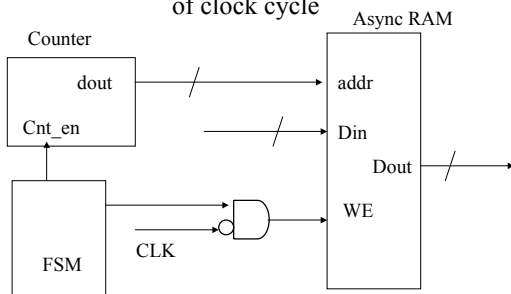 of clock cycle
Async RAM
Counter
dout
addr
Cnt_en
Din
Dout
WE
CLK
FSM